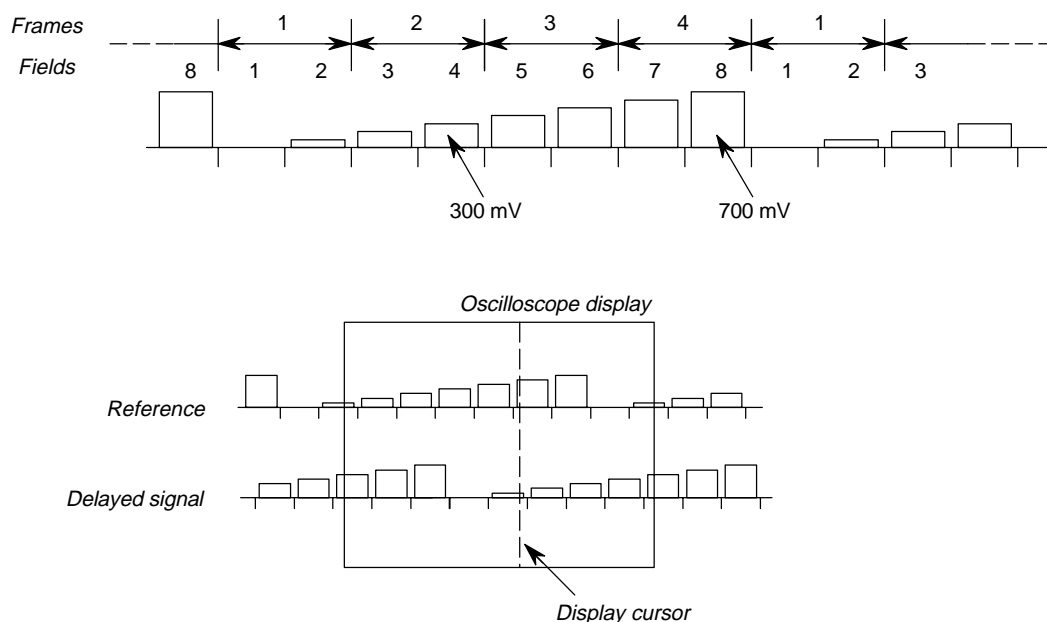 Frames 1 2 3 4 1
Fields 8 1 2 3 4 5 6 7 8 1 2 3
300 mV 700 mV
Oscilloscope display
Reference
Delayed signal
Display cursor